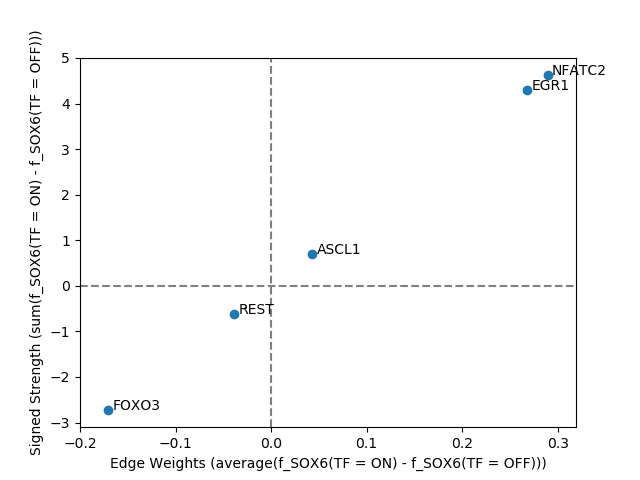 Signed Strength (sum(f_SOX6(TF = ON) - f_SOX6(TF = OFF)))
5
4
3
2
1
0
−1
−2
−3
NFATC2
EGR1
ASCL1
REST
FOXO3
−0.2
−0.1
0.0
0.1
0.2
0.3
Edge Weights (average(f_SOX6(TF = ON) - f_SOX6(TF = OFF)))